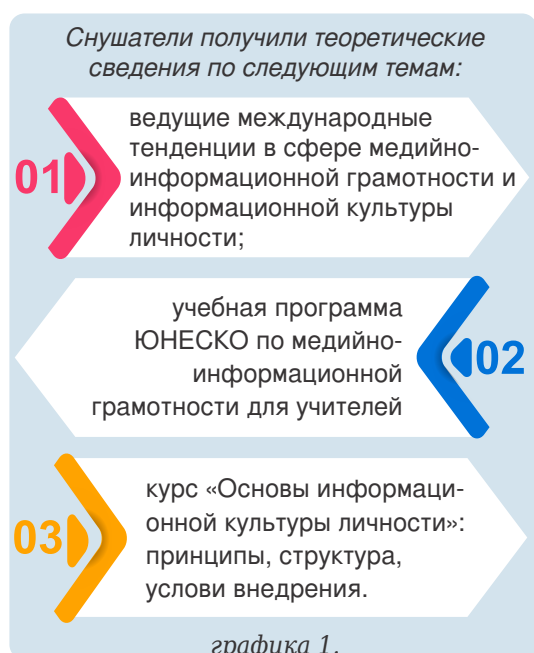 Снушатели получили теоретические
сведения по следующим темам:
01
ведущие международные
тенденции в сфере медийно-
информационной грамотности и
информационной культуры
личности;
учебная программа
ЮНЕСКО по медийно-
информационной
грамотности для учителей
02
03
курс «Основы информаци-
онной культуры личности»:
принципы, структура,
услови внедрения.
графика 1.